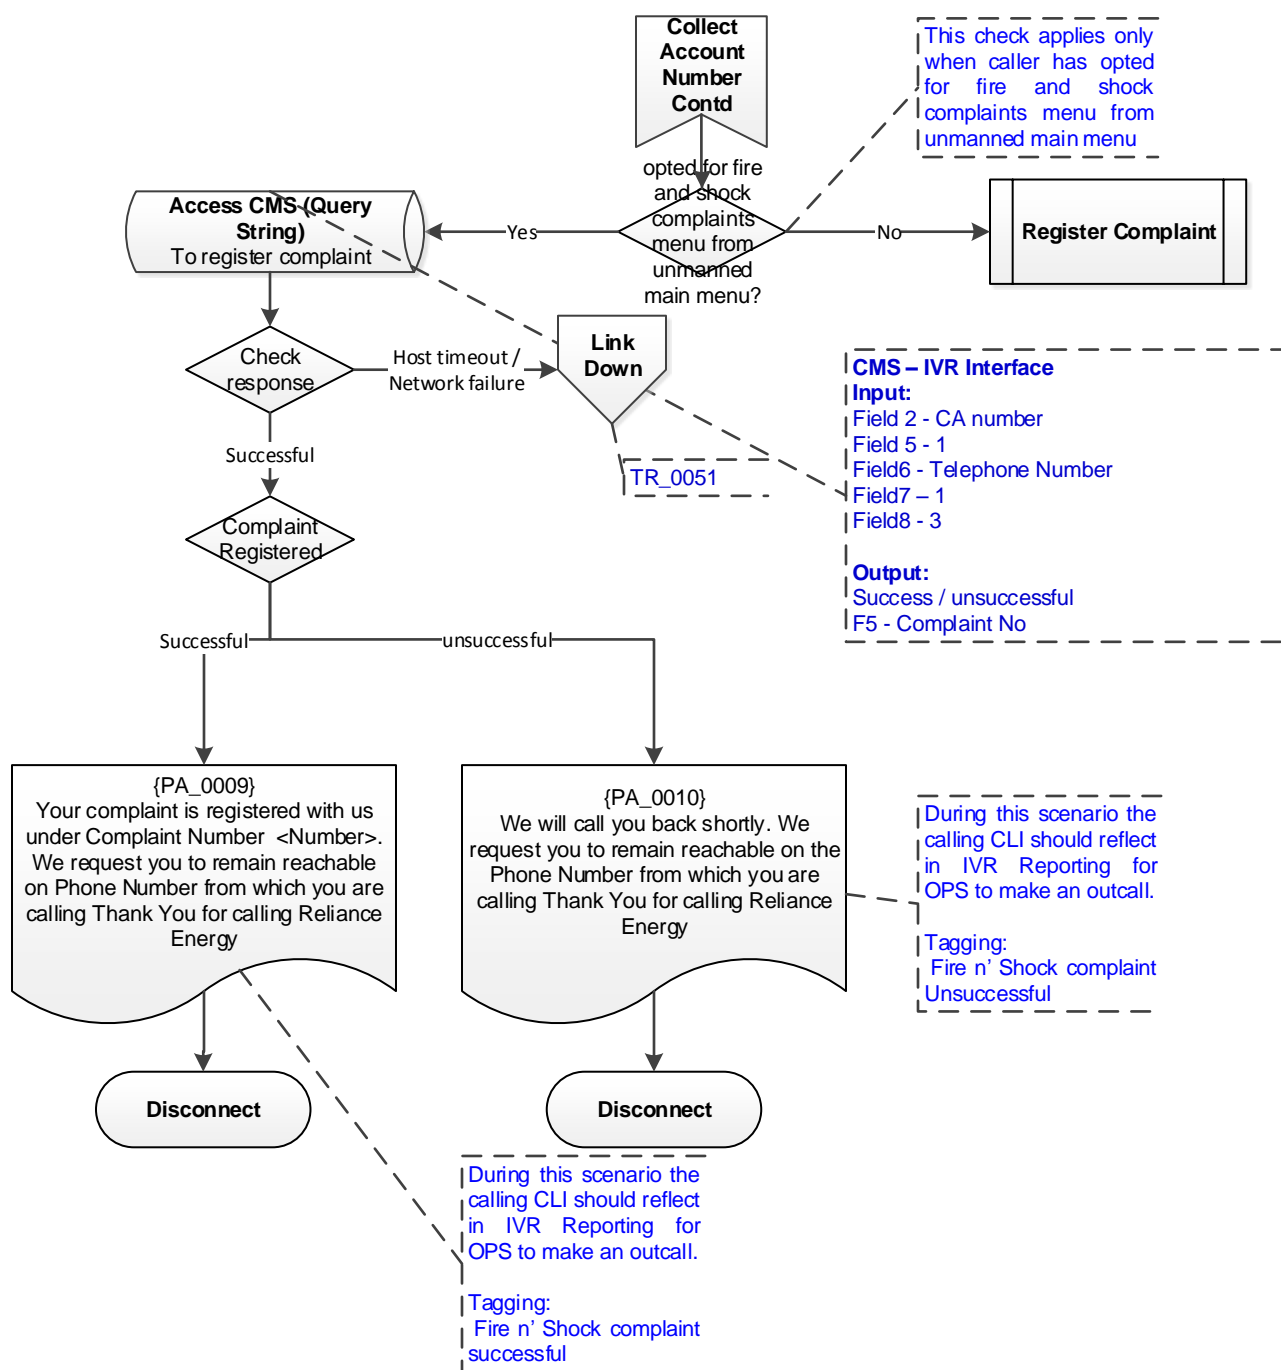 Collect
Account
Number
Contd
This check applies only
when caller has opted
for fire and shock
complaints menu from
unmanned main menu
opted for fire
and shock
complaints
menu from
unmanned
main menu?
Access CMS (Query
String)
To register complaint
Yes
No
Register Complaint
Check
response
Host timeout /
Network failure
Link
Down
CMS – IVR Interface
Input:
Field 2 - CA number
Field 5 - 1
Field6 - Telephone Number
Field7 – 1
Field8 - 3
Output:
Success / unsuccessful
F5 - Complaint No
TR_0051
Successful
Complaint
Registered
Successful
unsuccessful
{PA_0009}
Your complaint is registered with us
under Complaint Number <Number>.
We request you to remain reachable
on Phone Number from which you are
calling Thank You for calling Reliance
Energy
{PA_0010}
We will call you back shortly. We
request you to remain reachable on the
Phone Number from which you are
calling Thank You for calling Reliance
Energy
During this scenario the
calling CLI should reflect
in IVR Reporting for
OPS to make an outcall.
Tagging:
Fire n' Shock complaint
Unsuccessful
Disconnect
Disconnect
During this scenario the
calling CLI should reflect
in IVR Reporting for
OPS to make an outcall.
Tagging:
Fire n' Shock complaint
successful